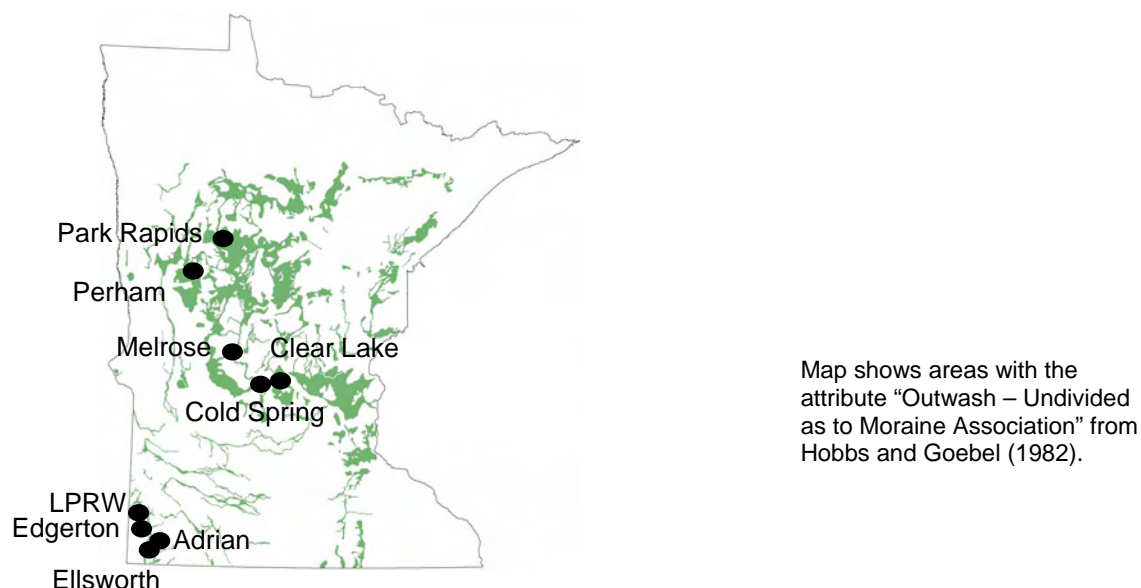 Park Rapids
Perham
Melrose
Clear Lake
Cold Spring
Map shows areas with the
attribute “Outwash – Undivided
as to Moraine Association” from
Hobbs and Goebel (1982).
LPRW
Edgerton
Adrian
Ellsworth